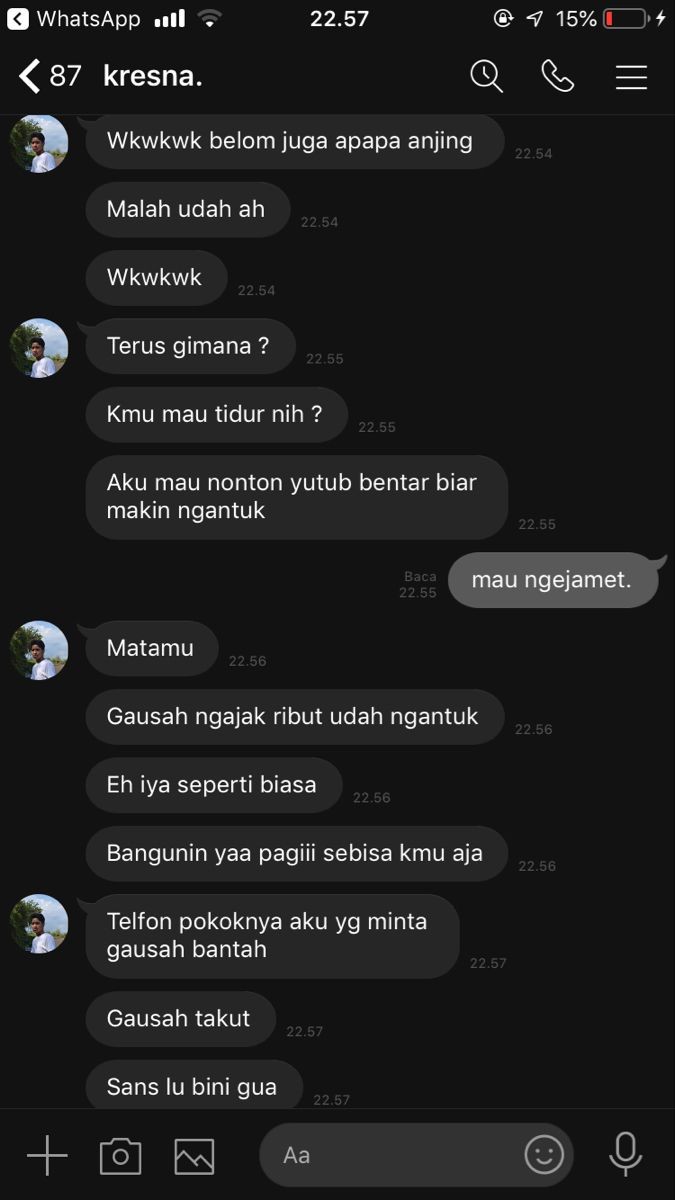 WhatsApp 22.57 15%
87 kresna.
Wkwkwk belom juga apapa anjing
22.54
Malah udah ah
22.54
Wkwkwk
22.54
Terus gimana ?
22.55
Kmu mau tidur nih ?
22.55
Aku mau nonton yutub bentar biar
makin ngantuk
22.55
Baca
22.55
mau ngejamet.
Matamu
22.56
Gausah ngajak ribut udah ngantuk
22.56
Eh iya seperti biasa
22.56
Bangunin yaa pagiii sebisa kmu aja
22.56
Telfon pokoknya aku yg minta
gausah bantah
22.57
Gausah takut
22.57
Sans lu bini gua
22.57
Aa